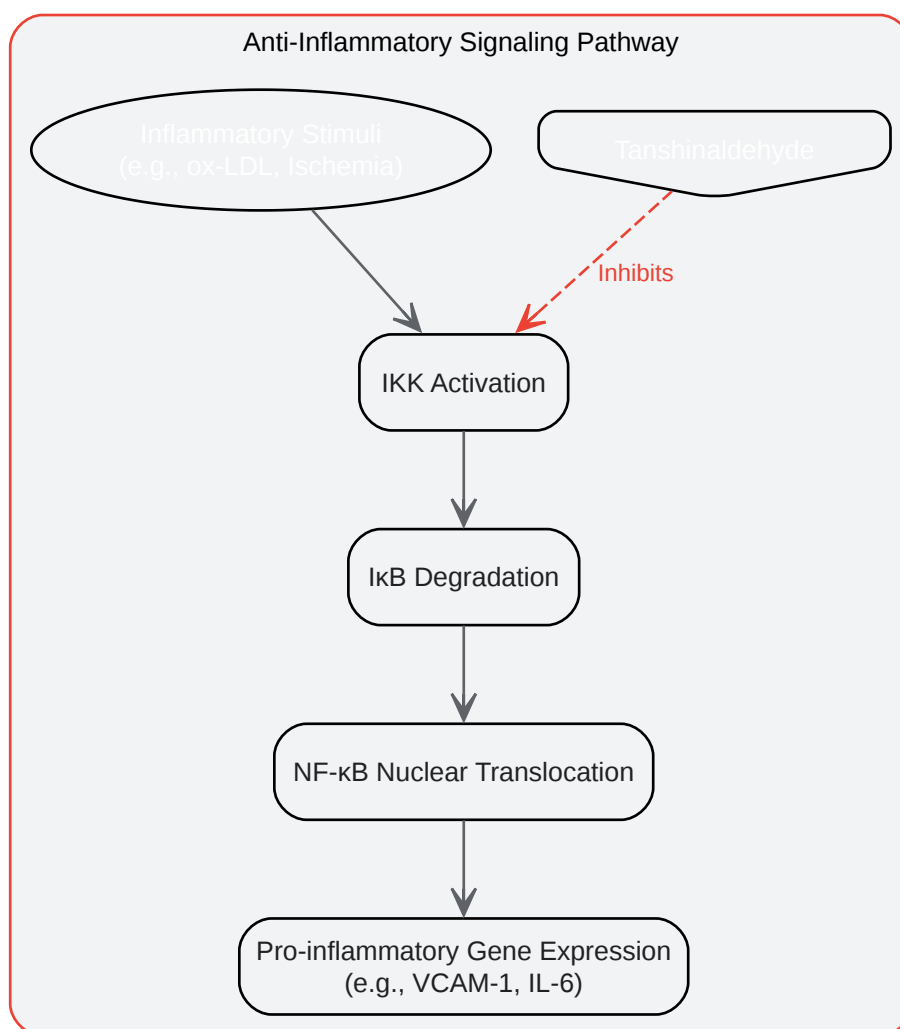 Anti-Inflammatory Signaling Pathway
Inflammatory Stimuli
(e.g., ox-LDL, Ischemia)
Tanshinaldehyde
Inhibits
IKK Activation
IκB Degradation
NF-κB Nuclear Translocation
Pro-inflammatory Gene Expression
(e.g., VCAM-1, IL-6)